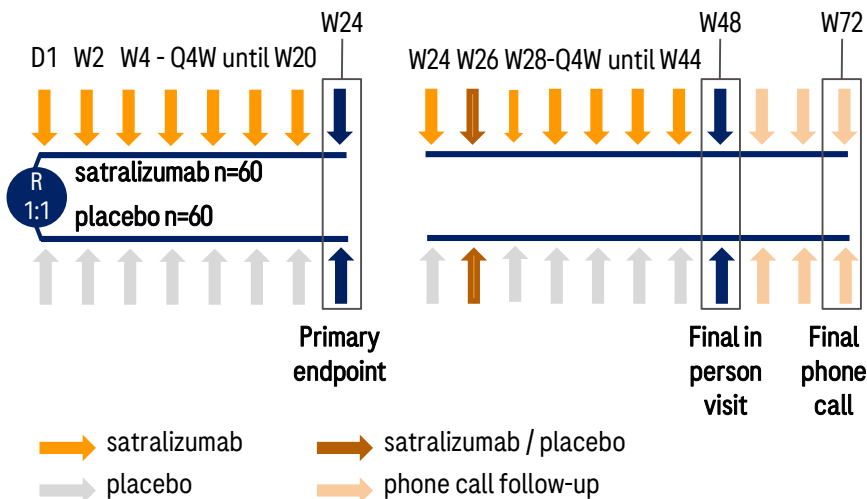 W24
W48
W72
D1 W2 W4 - Q4W until W20
W24 W26 W28-Q4W until W44
R
1:1
satralizumab n=60
placebo n=60
Primary
endpoint
Final in
person
visit
Final
phone
call
satralizumab
satralizumab / placebo
placebo
phone call follow-up